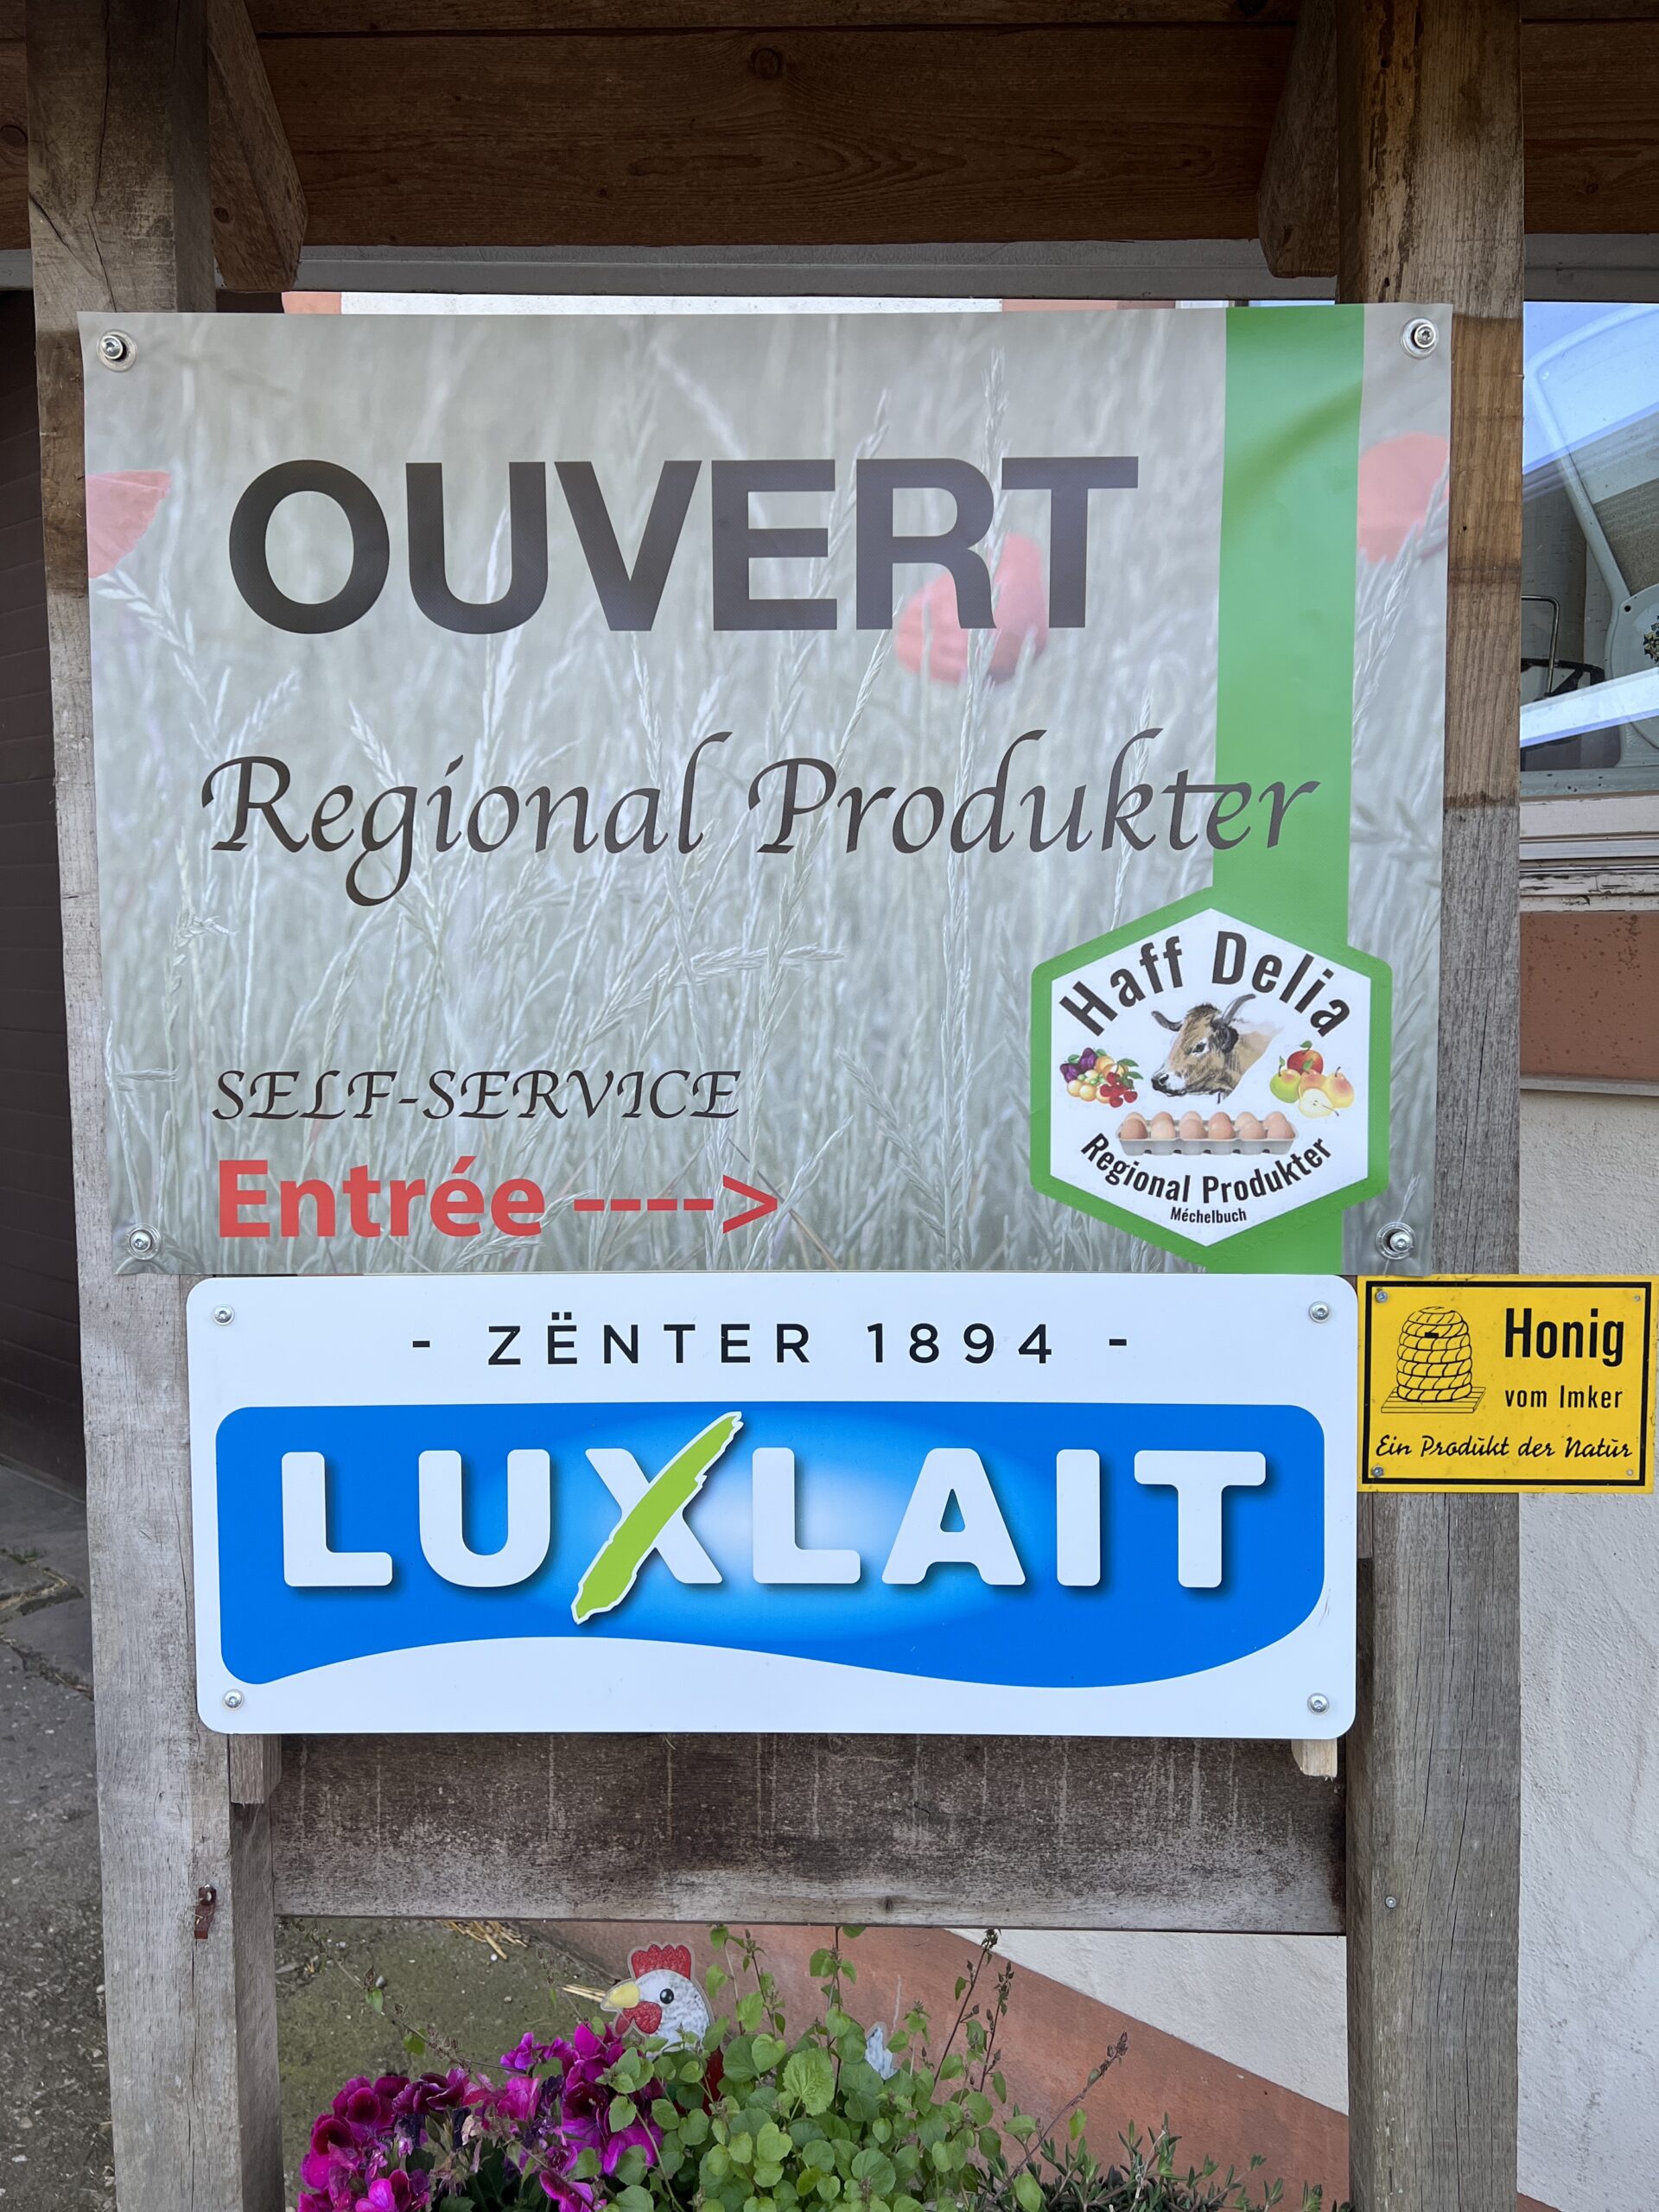 OUVERT
Regional Produkter
SELF-SERVICE
Entrée ---->
Haff Delia
Regional Produkter
Méchelbuch
- ZËNTER 1894 -
LUXLAIT
Honig
vom Imker
Ein Produkt der Natur